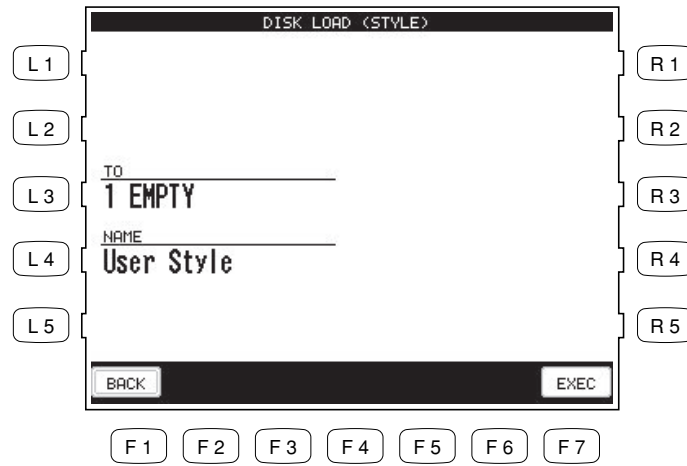 DISK LOAD (STYLE)
L 1
R 1
L 2
R 2
TO
L 3
1 EMPTY
R 3
NAME
L 4
User Style
R 4
L 5
R 5
BACK
EXEC
F 1
F 2
F 3
F 4
F 5
F 6
F 7